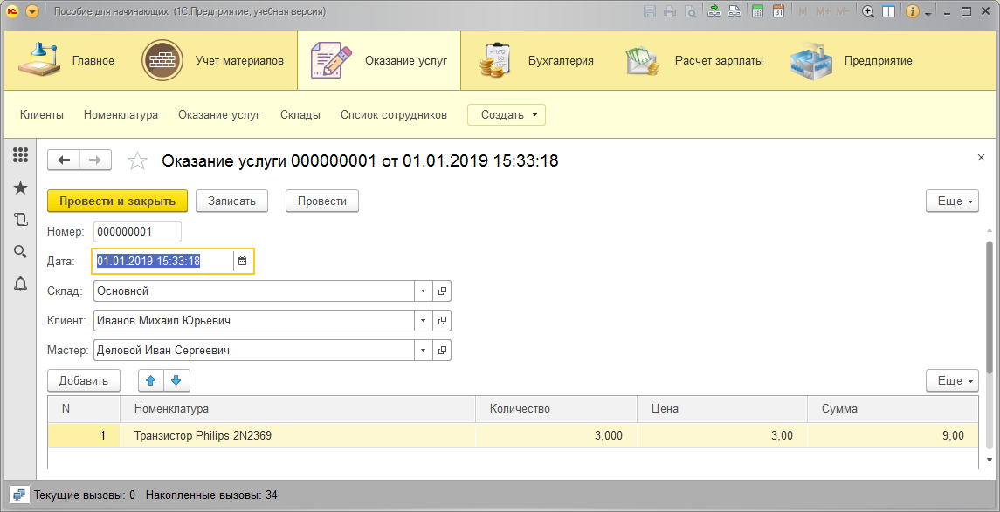 Пособие для начинающих (1С:Предприятие, учебная версия) M M+ M-
Главное Учет материалов Оказание услуг Бухгалтерия Расчет зарплаты Предприятие
Клиенты Номенклатура Оказание услуг Склады Спсиок сотрудников Создать
Оказание услуги 000000001 от 01.01.2019 15:33:18
Провести и закрыть Записать Провести Еще
Номер: 000000001
Дата: 01.01.2019 15:33:18
Склад: Основной
Клиент: Иванов Михаил Юрьевич
Мастер: Деловой Иван Сергеевич
Добавить Еще
N Номенклатура Количество Цена Сумма
1 Транзистор Philips 2N2369 3,000 3,00 9,00
Текущие вызовы: 0 Накопленные вызовы: 34